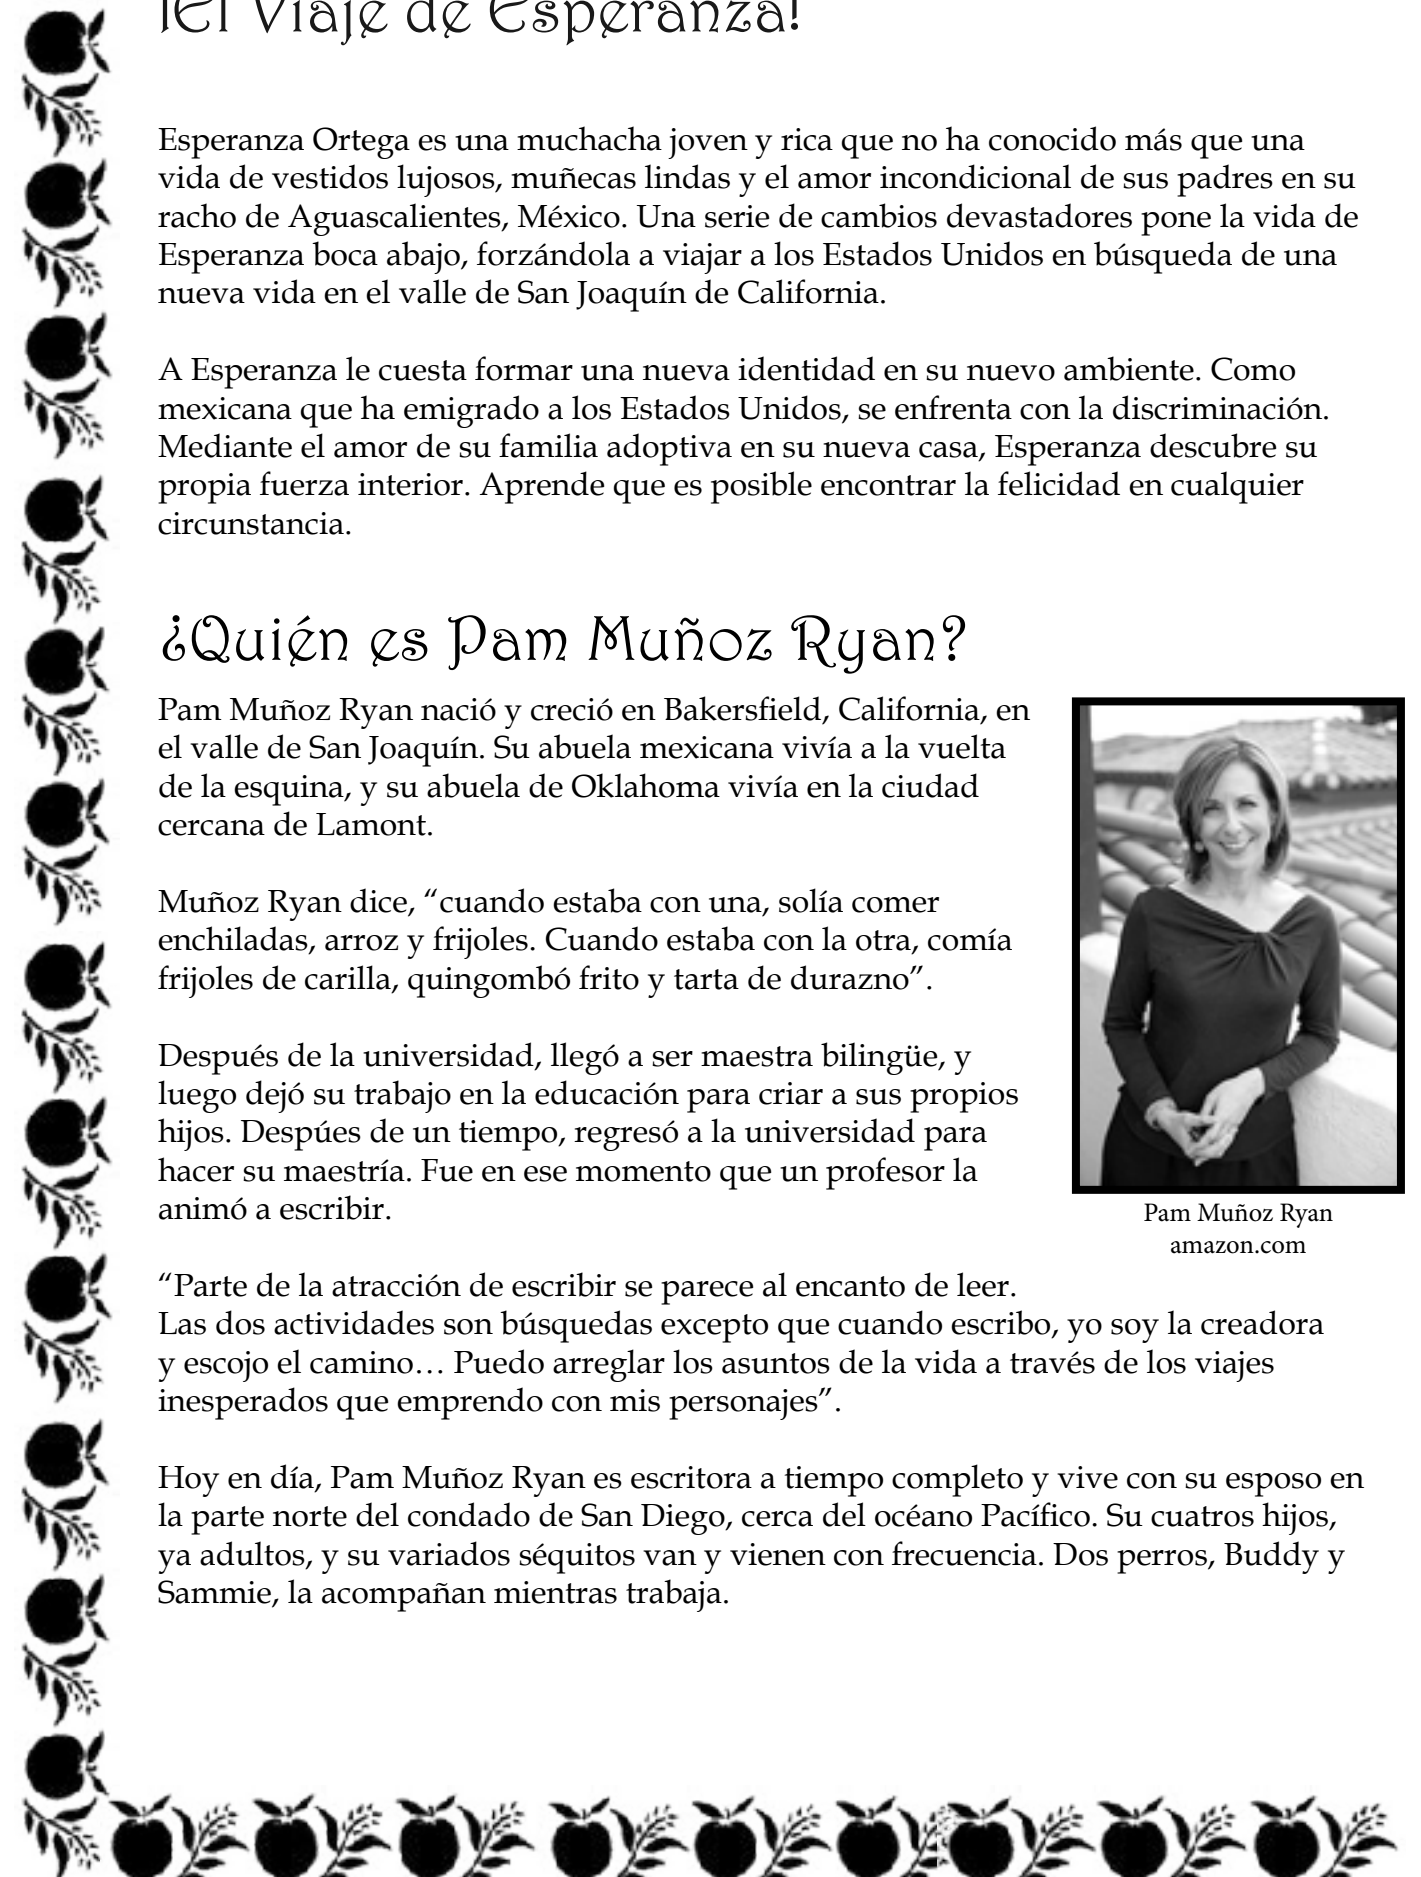 ¡El Viaje de Esperanza!
Esperanza Ortega es una muchacha joven y rica que no ha conocido más que una
vida de vestidos lujosos, muñecas lindas y el amor incondicional de sus padres en su
racho de Aguascalientes, México. Una serie de cambios devastadores pone la vida de
Esperanza boca abajo, forzándola a viajar a los Estados Unidos en búsqueda de una
nueva vida en el valle de San Joaquín de California.
A Esperanza le cuesta formar una nueva identidad en su nuevo ambiente. Como
mexicana que ha emigrado a los Estados Unidos, se enfrenta con la discriminación.
Mediante el amor de su familia adoptiva en su nueva casa, Esperanza descubre su
propia fuerza interior. Aprende que es posible encontrar la felicidad en cualquier
circunstancia.
¿Quién es Pam Muñoz Ryan?
Pam Muñoz Ryan nació y creció en Bakersfield, California, en
el valle de San Joaquín. Su abuela mexicana vivía a la vuelta
de la esquina, y su abuela de Oklahoma vivía en la ciudad
cercana de Lamont.
Muñoz Ryan dice, “cuando estaba con una, solía comer
enchiladas, arroz y frijoles. Cuando estaba con la otra, comía
frijoles de carilla, quingombó frito y tarta de durazno”.
Después de la universidad, llegó a ser maestra bilingüe, y
luego dejó su trabajo en la educación para criar a sus propios
hijos. Despúes de un tiempo, regresó a la universidad para
hacer su maestría. Fue en ese momento que un profesor la
animó a escribir.
Pam Muñoz Ryan
amazon.com
“Parte de la atracción de escribir se parece al encanto de leer.
Las dos actividades son búsquedas excepto que cuando escribo, yo soy la creadora
y escojo el camino… Puedo arreglar los asuntos de la vida a través de los viajes
inesperados que emprendo con mis personajes”.
Hoy en día, Pam Muñoz Ryan es escritora a tiempo completo y vive con su esposo en
la parte norte del condado de San Diego, cerca del océano Pacífico. Su cuatros hijos,
ya adultos, y su variados séquitos van y vienen con frecuencia. Dos perros, Buddy y
Sammie, la acompañan mientras trabaja.